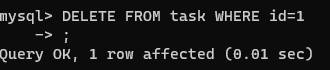 mysql> DELETE FROM task WHERE id=1
    -> ;
Query OK, 1 row affected (0.01 sec)